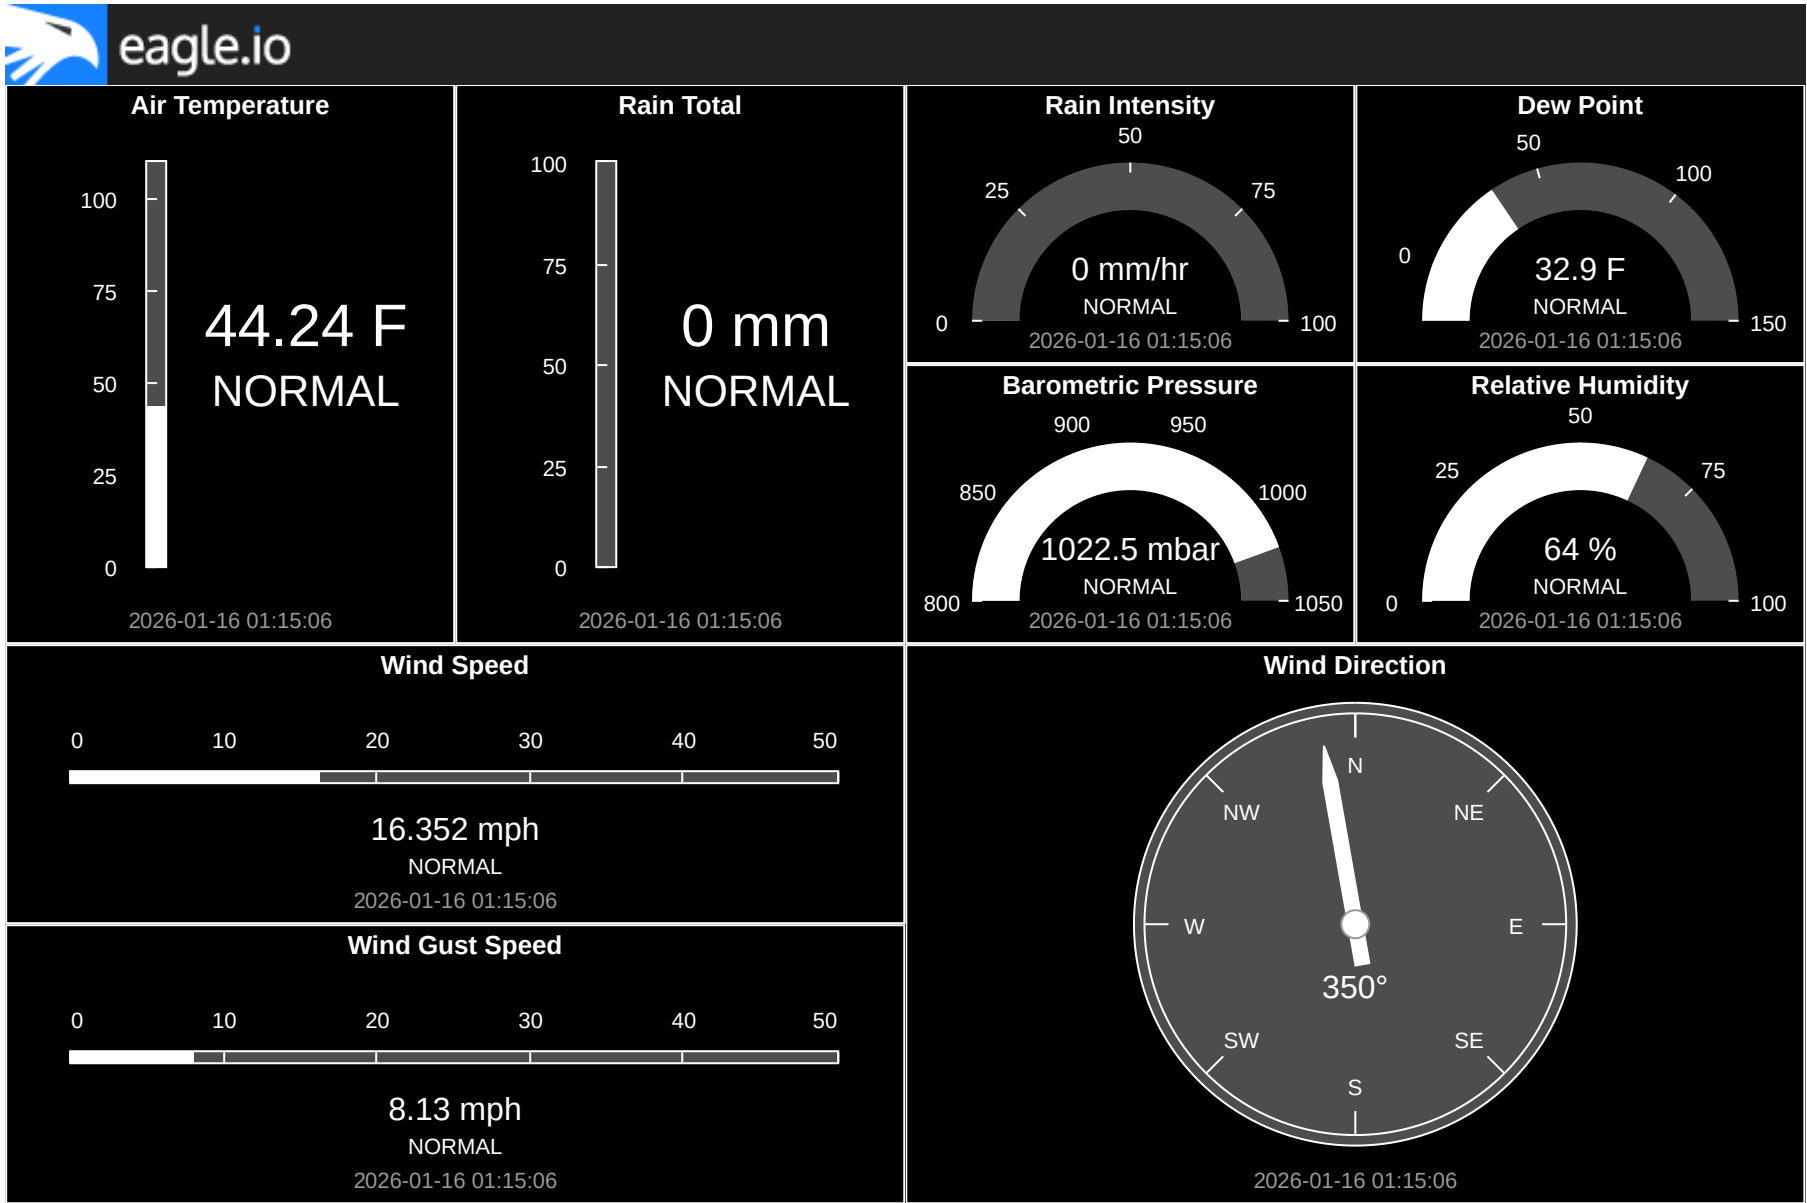 eagle.io
Air Temperature
100
75
50
25
0
44.24 F
NORMAL
2026-01-16 01:15:06
Rain Total
100
75
50
25
0
0 mm
NORMAL
2026-01-16 01:15:06
Rain Intensity
0
25
50
75
100
0 mm/hr
NORMAL
2026-01-16 01:15:06
Dew Point
0
50
100
150
32.9 F
NORMAL
2026-01-16 01:15:06
Barometric Pressure
800
850
900
950
1000
1050
1022.5 mbar
NORMAL
2026-01-16 01:15:06
Relative Humidity
0
25
50
75
100
64 %
NORMAL
2026-01-16 01:15:06
Wind Speed
0 10 20 30 40 50
16.352 mph
NORMAL
2026-01-16 01:15:06
Wind Gust Speed
0 10 20 30 40 50
8.13 mph
NORMAL
2026-01-16 01:15:06
Wind Direction
N
NW NE
W E
350°
SW SE
S
2026-01-16 01:15:06